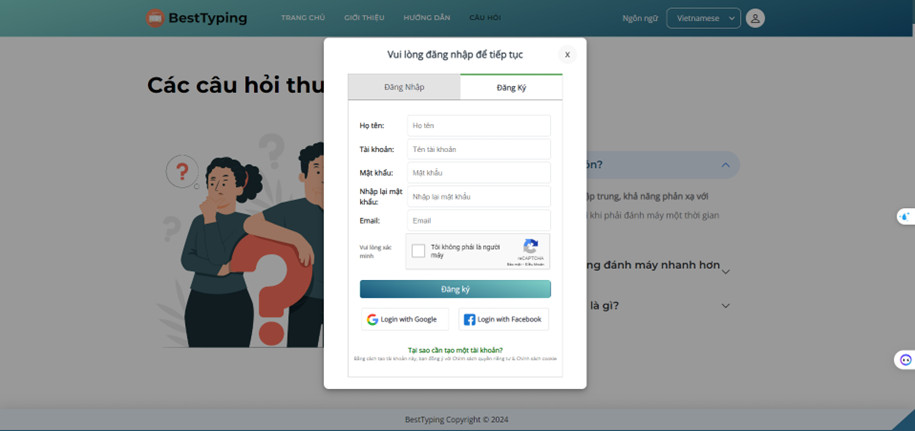 BestTyping
TRANG CHỦ GIỚI THIỆU HƯỚNG DẪN CÂU HỎI
Ngôn ngữ Vietnamese
Vui lòng đăng nhập để tiếp tục X
Các câu hỏi thu
Đăng Nhập Đăng Ký
Họ tên: Họ tên
Tài khoản: Tên tài khoản
Mật khẩu: Mật khẩu
Nhập lại mật khẩu: Nhập lại mật khẩu
Email: Email
Vui lòng xác minh
Tôi không phải là người máy
reCAPTCHA
Bảo mật - Điều khoản
Đăng ký
Login with Google Login with Facebook
Tại sao cần tạo một tài khoản?
Bằng cách tạo tài khoản này, bạn đồng ý với Chính sách quyền riêng tư & Chính sách cookie
ôn?
ập trung, khả năng phản xạ với
i khi phải đánh máy một thời gian
ng đánh máy nhanh hơn
là gì?
BestTyping Copyright © 2024